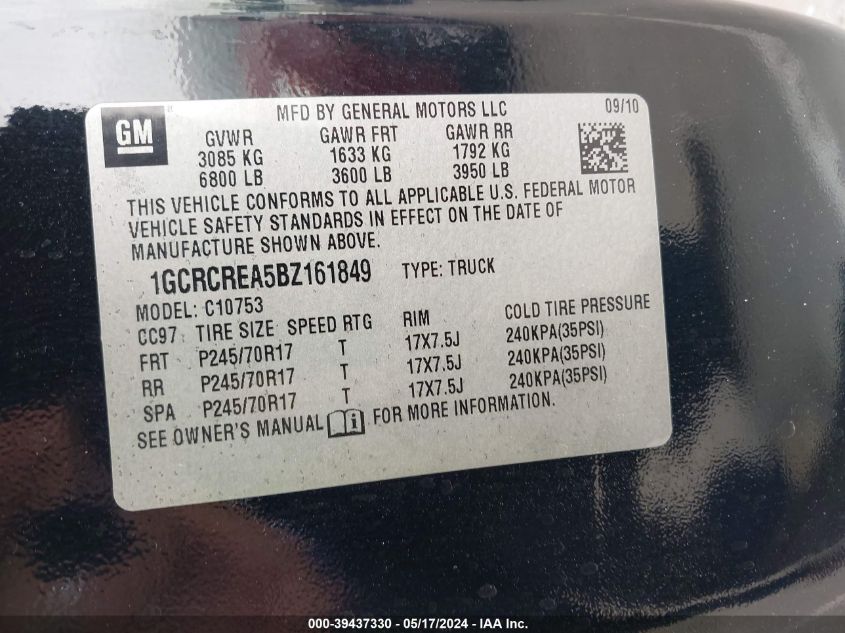 GM
MFD BY GENERAL MOTORS LLC 09/10
GVWR GAWR FRT GAWR RR
3085 KG 1633 KG 1792 KG
6800 LB 3600 LB 3950 LB
THIS VEHICLE CONFORMS TO ALL APPLICABLE U.S. FEDERAL MOTOR
VEHICLE SAFETY STANDARDS IN EFFECT ON THE DATE OF
MANUFACTURE SHOWN ABOVE.
1GCRCREA5BZ161849 TYPE: TRUCK
MODEL: C10753
CC97 TIRE SIZE SPEED RTG RIM COLD TIRE PRESSURE
FRT P245/70R17 T 17X7.5J 240KPA(35PSI)
RR P245/70R17 T 17X7.5J 240KPA(35PSI)
SPA P245/70R17 T 17X7.5J 240KPA(35PSI)
SEE OWNER'S MANUAL i FOR MORE INFORMATION.
000-39437330 - 05/17/2024 - IAAI Inc.